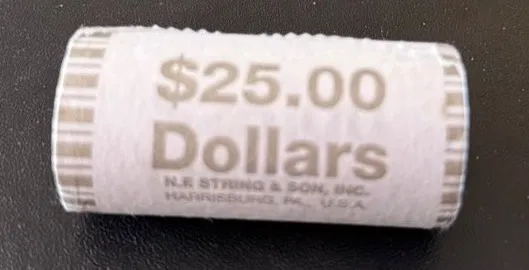 $25.00
Dollars
N.F. STRING & SON, INC.
HARRISBURG, PA., U.S.A.